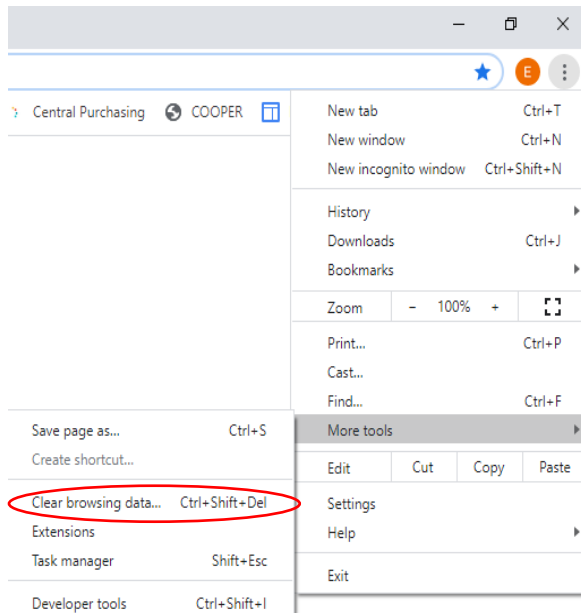 E
Central Purchasing COOPER
New tab Ctrl+T
New window Ctrl+N
New incognito window Ctrl+Shift+N
History
Downloads Ctrl+J
Bookmarks
Zoom - 100% +
Print... Ctrl+P
Cast...
Find... Ctrl+F
More tools
Edit Cut Copy Paste
Settings
Help
Exit
Save page as... Ctrl+S
Create shortcut...
Clear browsing data... Ctrl+Shift+Del
Extensions
Task manager Shift+Esc
Developer tools Ctrl+Shift+I